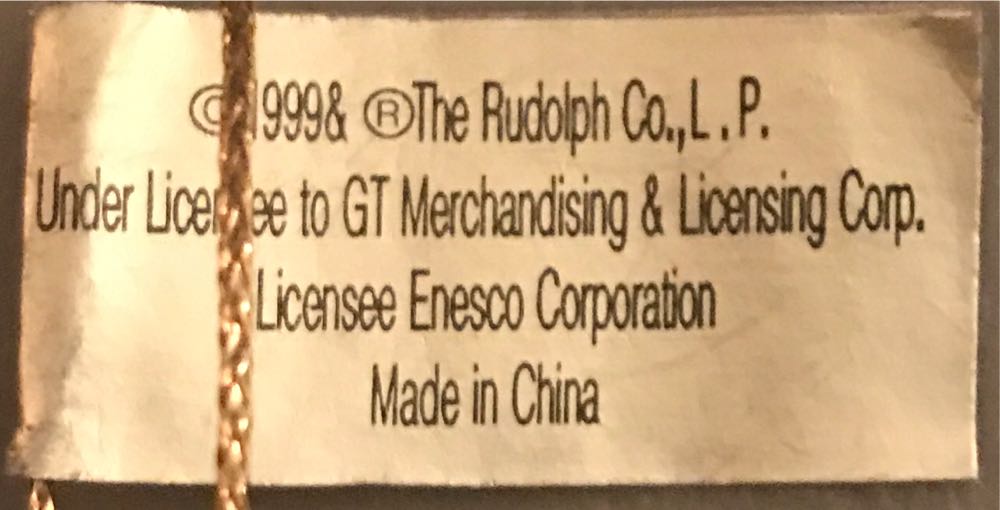 © 1999& ®The Rudolph Co.,L.P.
Under Licensee to GT Merchandising & Licensing Corp.
Licensee Enesco Corporation
Made in China